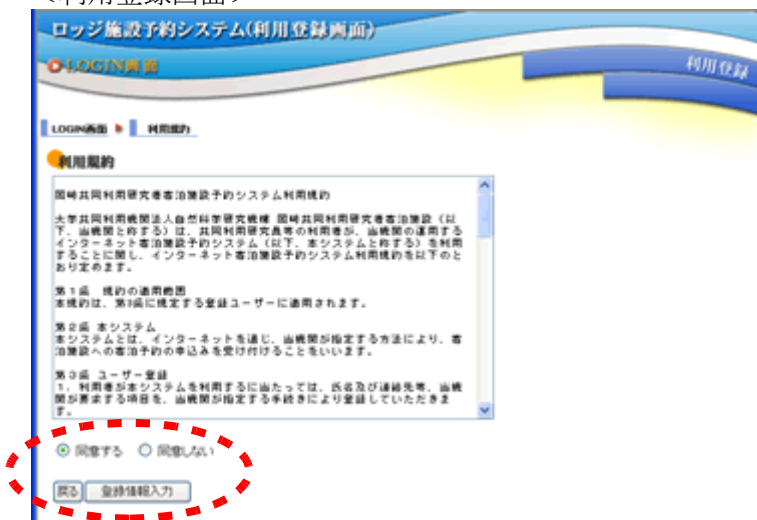 <利用登録画面>
ロッジ施設予約システム(利用登録画面)
LOGIN画面
利用登録
LOGIN画面 利用規約
利用規約
岡崎共同利用研究者宿泊施設予約システム利用規約
大学共同利用機関法人自然科学研究機構 岡崎共同利用研究者宿泊施設（以
下、当機関と称する）は、共同利用研究員等の利用者が、当機関の運用する
インターネット宿泊施設予約システム（以下、本システムと称する）を利用
することに関し、インターネット宿泊施設予約システム利用規約を以下のと
おり定めます。
第1条 規約の適用範囲
本規約は、第3条に規定する登録ユーザーに適用されます。
第2条 本システム
本システムとは、インターネットを通じ、当機関が指定する方法により、宿
泊施設への宿泊予約の申込みを受け付けることをいいます。
第3条 ユーザー登録
1. 利用者が本システムを利用するに当たっては、氏名及び連絡先等、当機
関が要求する項目を、当機関が指定する手続きにより登録していただきま
す。
同意する 同意しない
戻る 登録情報入力